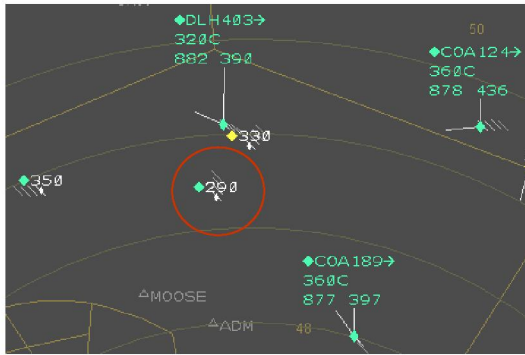 DLH403→
320C
882 390
50
COA124→
360C
878 436
330
350
290
COA189→
360C
877 397
MOOSE
ADM
48